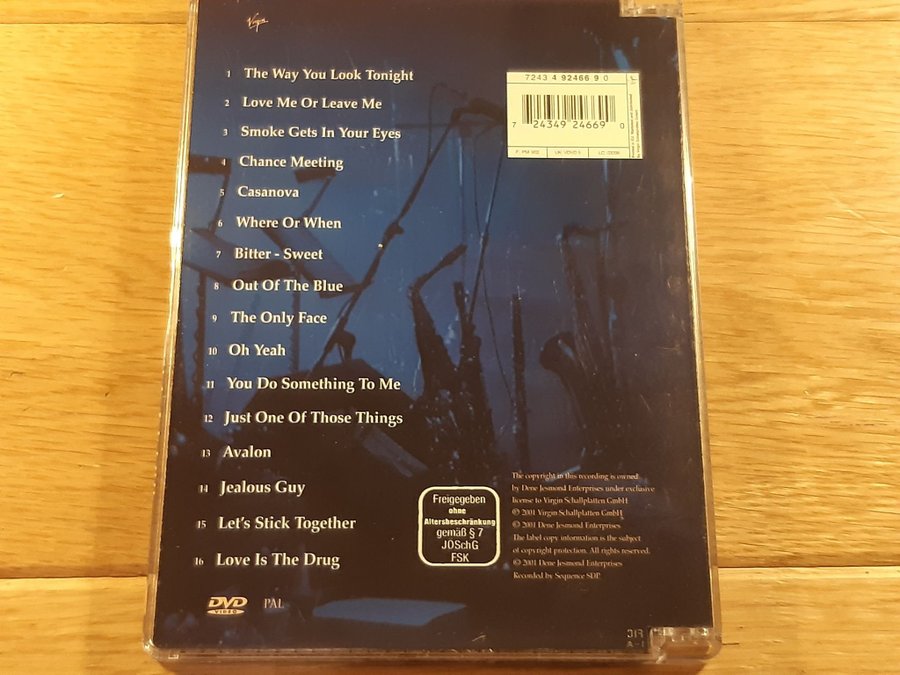 Virgin
1 The Way You Look Tonight
2 Love Me Or Leave Me
3 Smoke Gets In Your Eyes
4 Chance Meeting
5 Casanova
6 Where Or When
7 Bitter - Sweet
8 Out Of The Blue
9 The Only Face
10 Oh Yeah
11 You Do Something To Me
12 Just One Of Those Things
13 Avalon
14 Jealous Guy
15 Let's Stick Together
16 Love Is The Drug
DVD
VIDEO
PAL
7243 4 92466 9 0
7 24349 24669 0
Freigegeben
ohne
Altersbeschränkung
gemäß § 7
JÖSchG
FSK
The copyright in this recording is owned
by Dene Jesmond Enterprises under exclusive
license to Virgin Schallplatten GmbH
℗ 2001 Virgin Schallplatten GmbH
© 2001 Dene Jesmond Enterprises
The label copy information is the subject
of copyright protection. All rights reserved.
© 2001 Dene Jesmond Enterprises
Recorded by Sequence SDP.